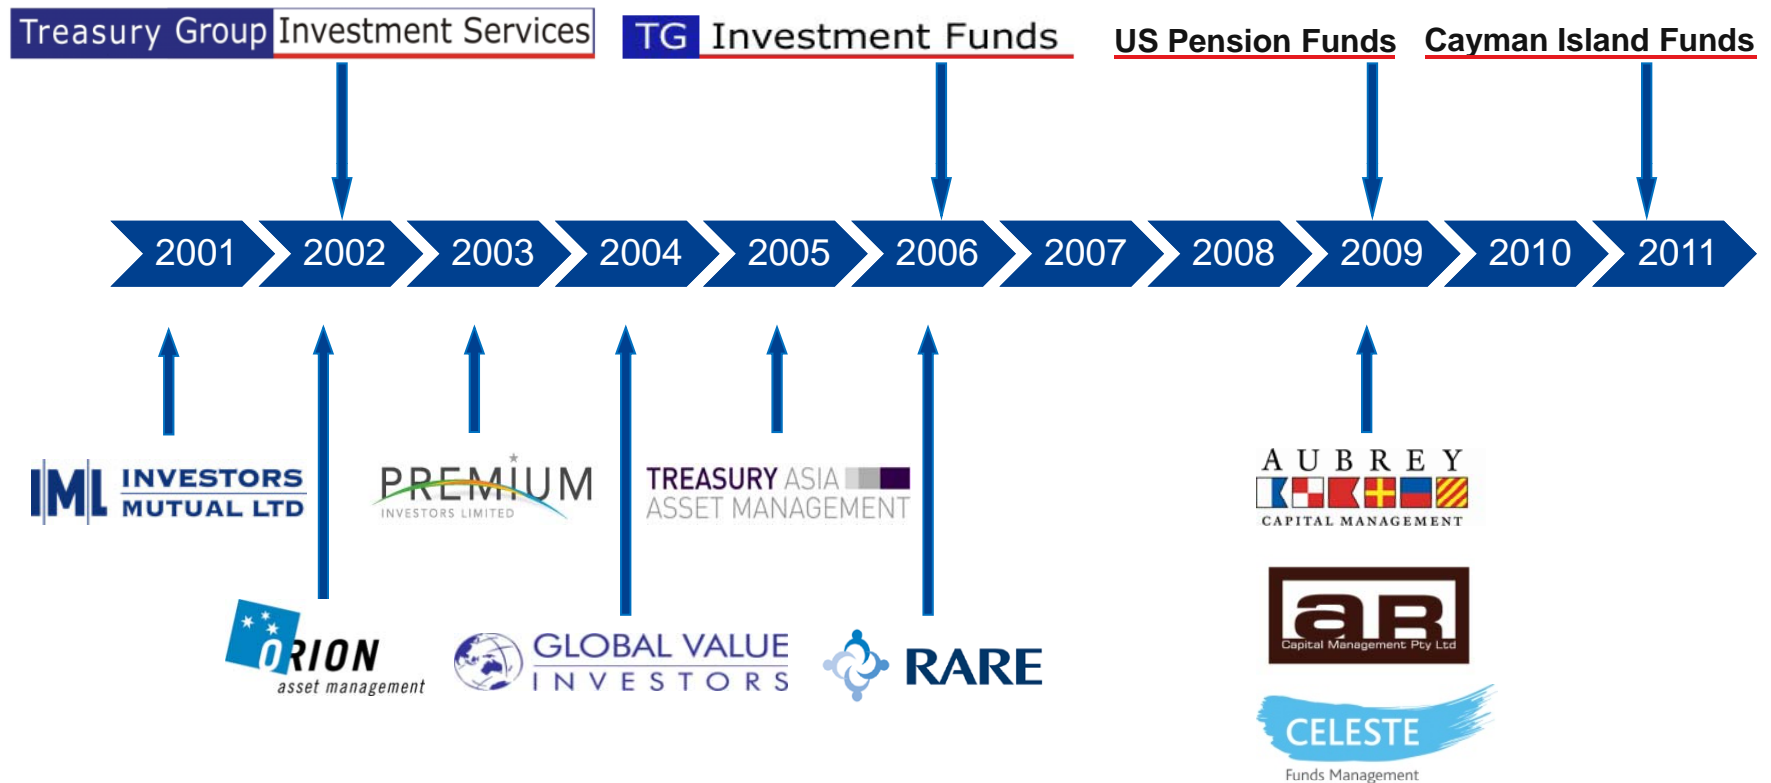 Treasury Group Investment Services
TG Investment Funds
US Pension Funds
Cayman Island Funds
2001
2002
2003
2004
2005
2006
2007
2008
2009
2010
2011
IML INVESTORS
MUTUAL LTD
PREMIUM
INVESTORS LIMITED
TREASURY ASIA
ASSET MANAGEMENT
AUBREY
CAPITAL MANAGEMENT
ORION
asset management
GLOBAL VALUE
INVESTORS
RARE
aR
Capital Management Pty Ltd
CELESTE
Funds Management